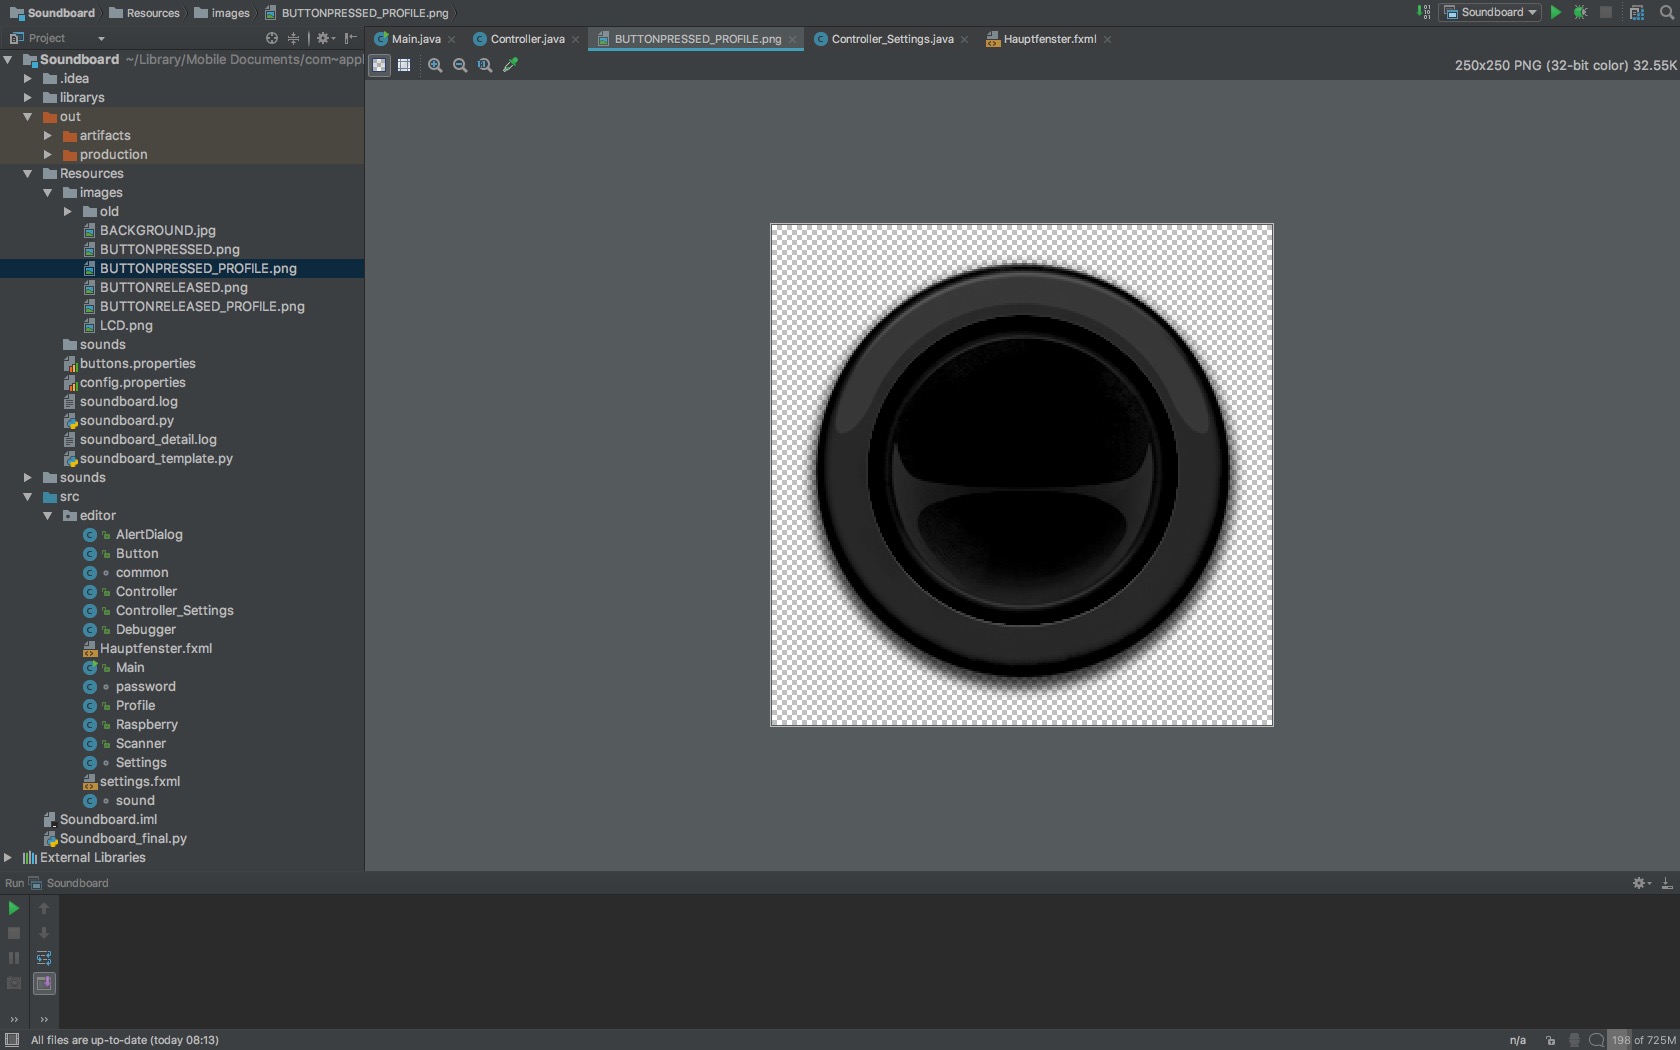 Soundboard Resources images BUTTONPRESSED_PROFILE.png
Soundboard
Project
Main.java Controller.java BUTTONPRESSED_PROFILE.png Controller_Settings.java Hauptfenster.fxml
250x250 PNG (32-bit color) 32.55K
Soundboard ~/Library/Mobile Documents/com~appl
.idea
librarys
out
artifacts
production
Resources
images
old
BACKGROUND.jpg
BUTTONPRESSED.png
BUTTONPRESSED_PROFILE.png
BUTTONRELEASED.png
BUTTONRELEASED_PROFILE.png
LCD.png
sounds
buttons.properties
config.properties
soundboard.log
soundboard.py
soundboard_detail.log
soundboard_template.py
sounds
src
editor
AlertDialog
Button
common
Controller
Controller_Settings
Debugger
Hauptfenster.fxml
Main
password
Profile
Raspberry
Scanner
Settings
settings.fxml
sound
Soundboard.iml
Soundboard_final.py
External Libraries
Run Soundboard
All files are up-to-date (today 08:13)
n/a
198 of 725M